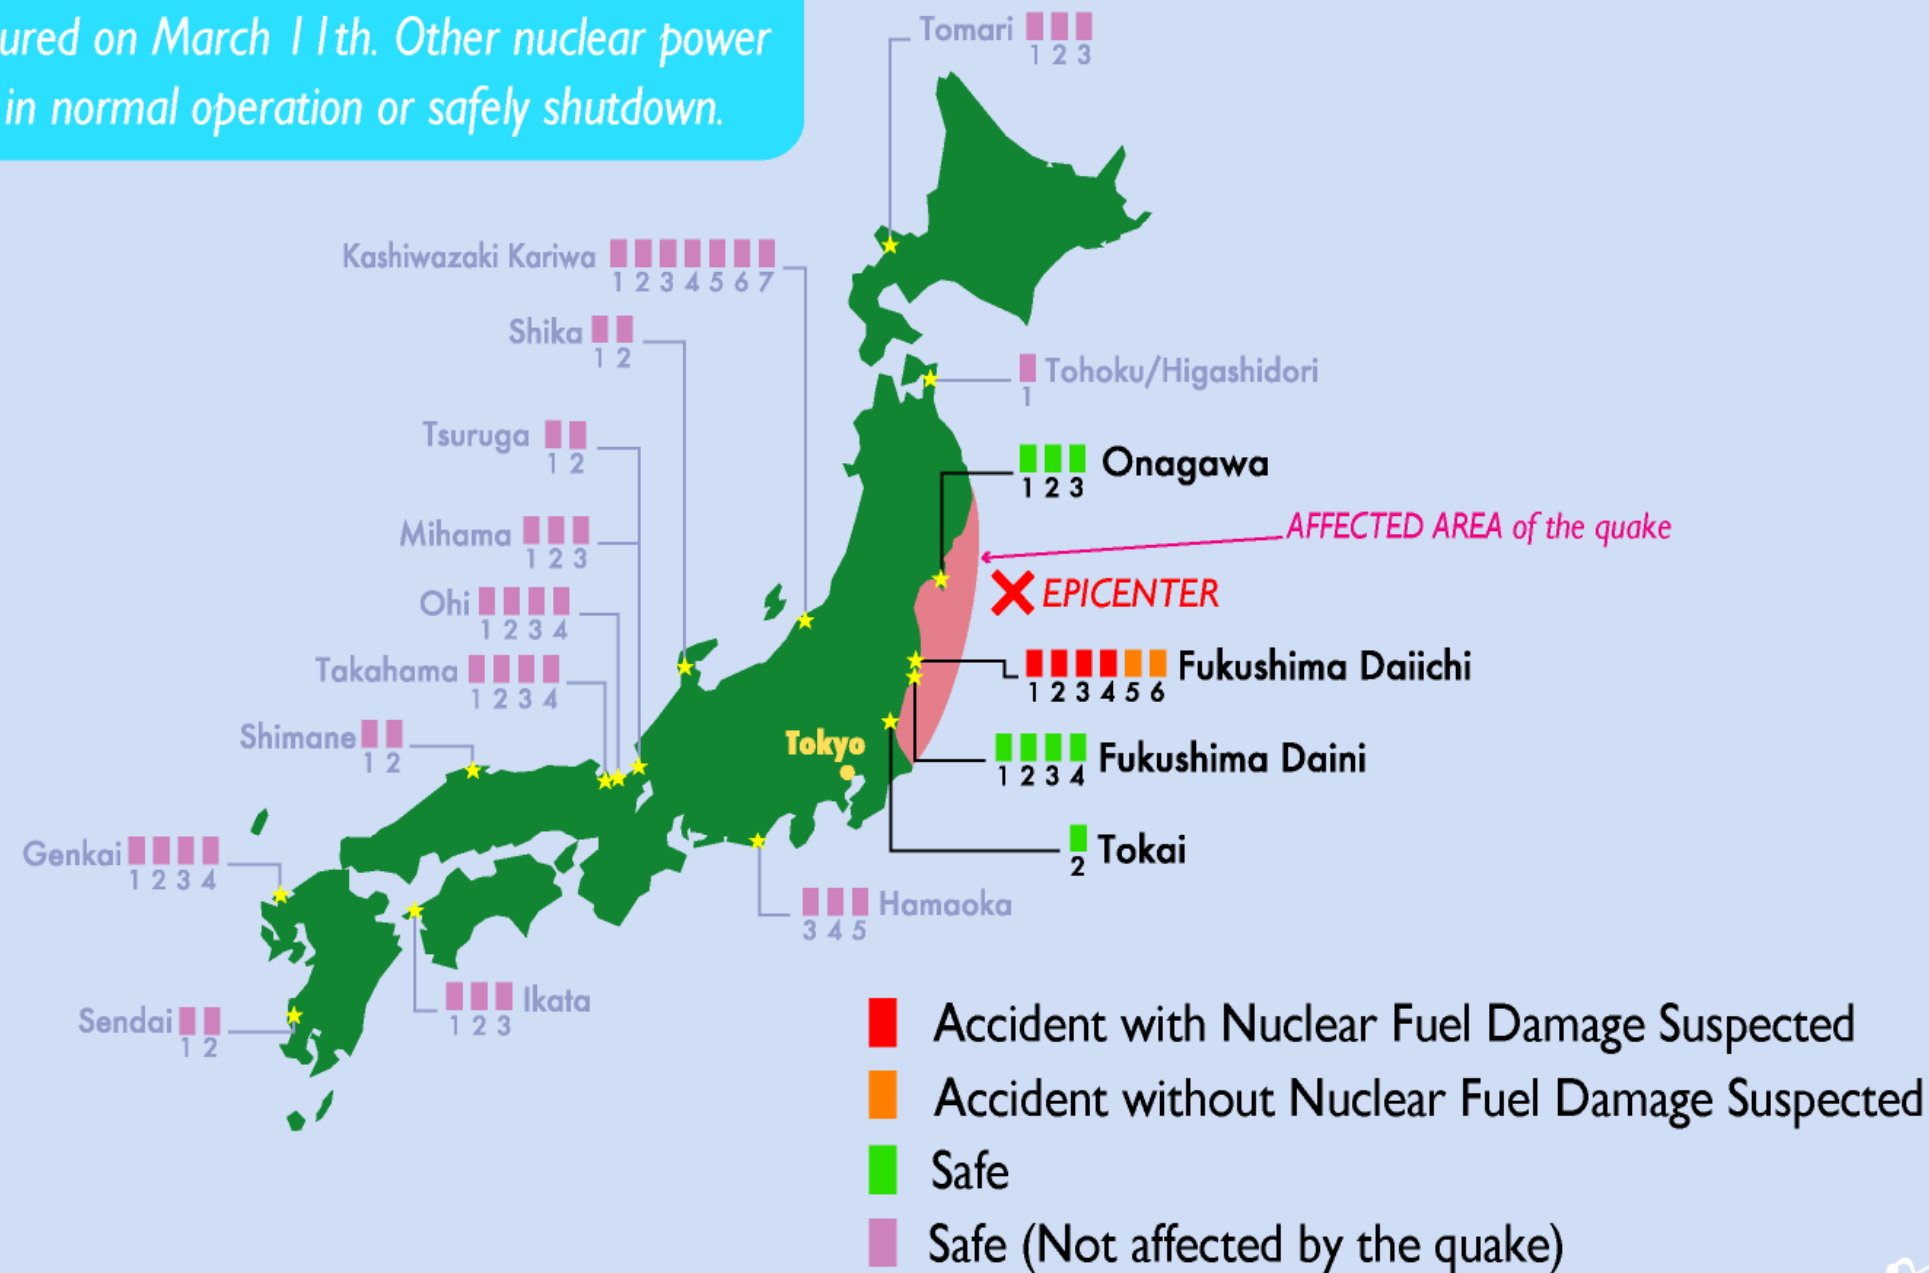 ured on March 11th. Other nuclear power
in normal operation or safely shutdown.
Tomari
1 2 3
Kashiwazaki Kariwa
1 2 3 4 5 6 7
Shika
1 2
Tohoku/Higashidori
1
Tsuruga
1 2
Onagawa
1 2 3
Mihama
1 2 3
AFFECTED AREA of the quake
EPICENTER
Ohi
1 2 3 4
Takahama
1 2 3 4
Fukushima Daiichi
1 2 3 4 5 6
Shimane
1 2
Tokyo
Fukushima Daini
1 2 3 4
Genkai
1 2 3 4
Tokai
2
Hamaoka
3 4 5
Ikata
1 2 3
Sendai
1 2
Accident with Nuclear Fuel Damage Suspected
Accident without Nuclear Fuel Damage Suspected
Safe
Safe (Not affected by the quake)